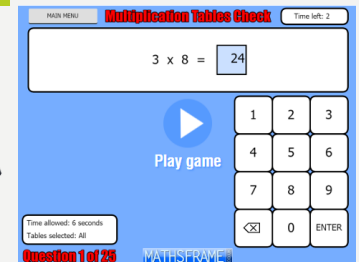 MAIN MENU
Multiplication Tables Check
Time left: 2
3 x 8 = 24
Play game
1 2 3
4 5 6
7 8 9
0 ENTER
Time allowed: 6 seconds
Tables selected: All
Question 1 of 25
MATHSFRAME